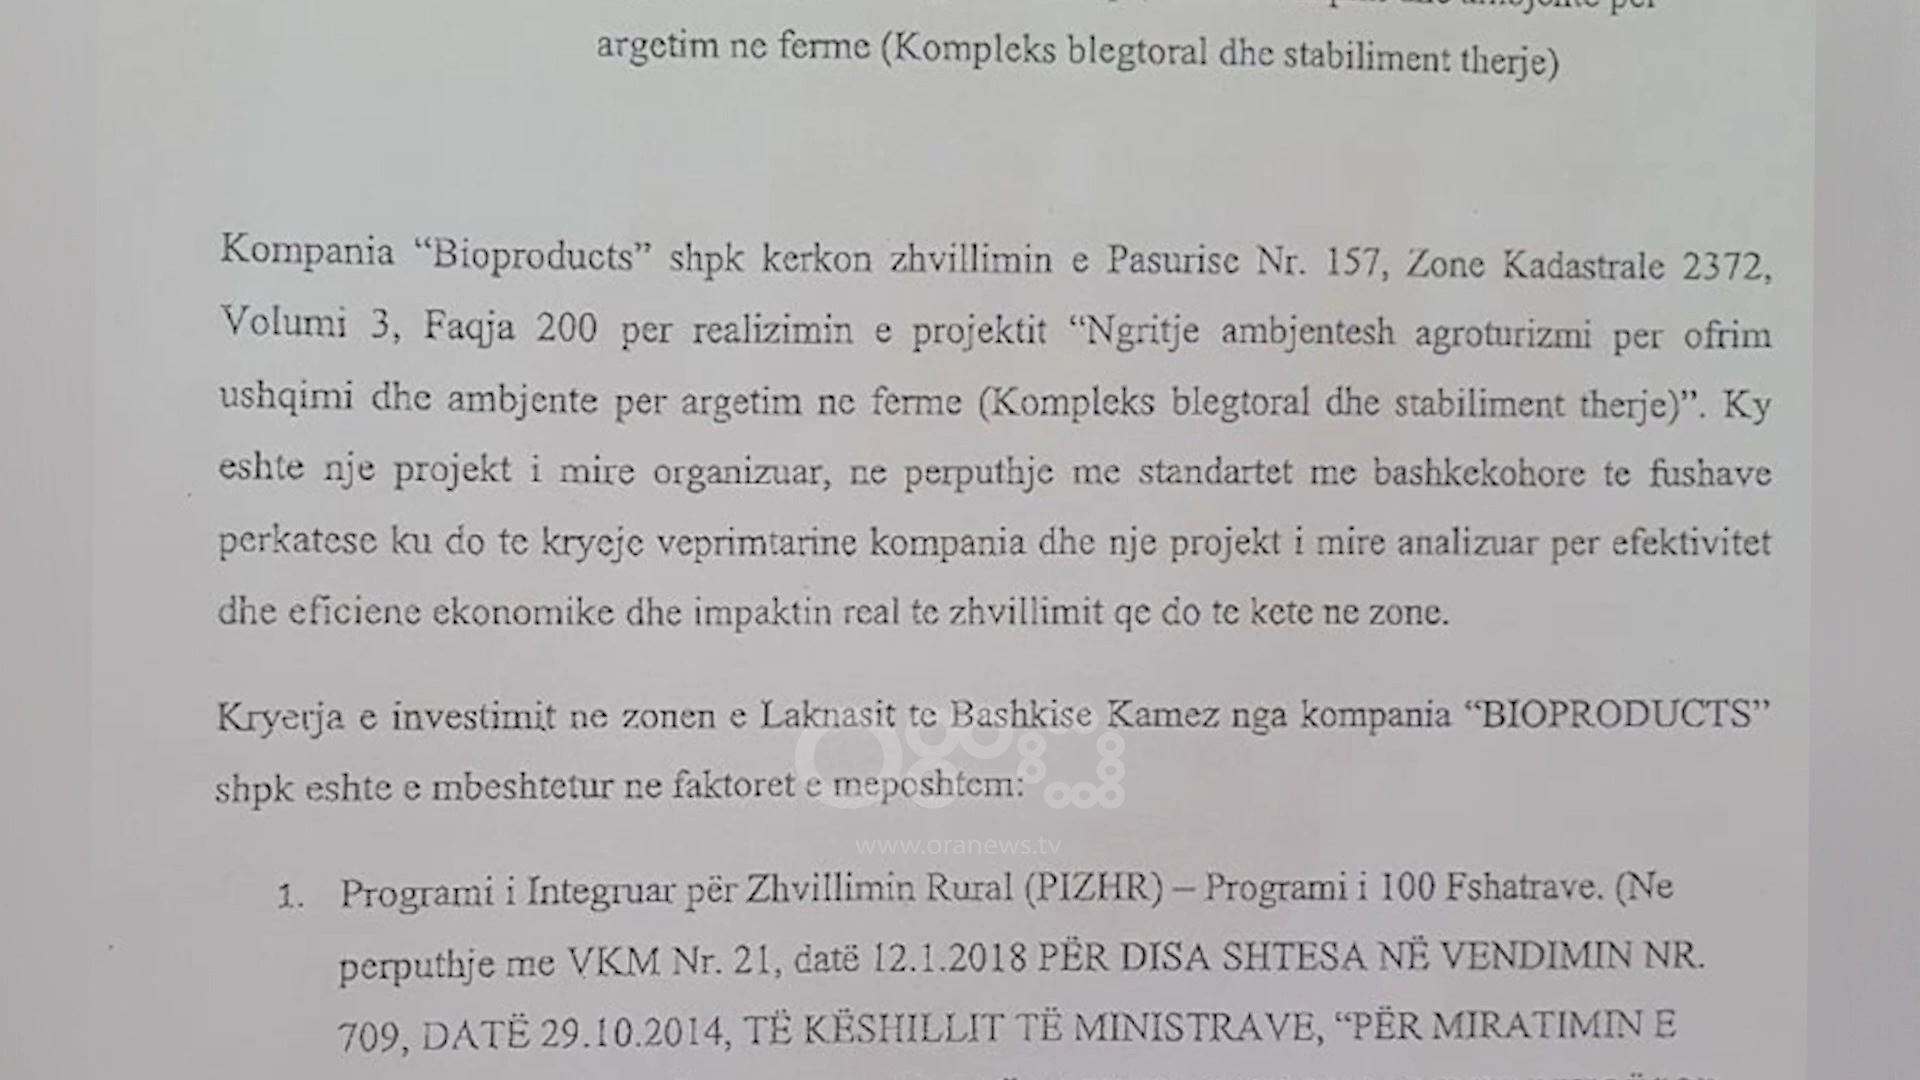 argetim ne ferme (Kompleks blegtoral dhe stabiliment therje)
Kompania “Bioproducts” shpk kerkon zhvillimin e Pasurise Nr. 157, Zone Kadastrale 2372,
Volumi 3, Faqja 200 per realizimin e projektit “Ngritje ambjentesh agroturizmi per ofrim
ushqimi dhe ambjente per argetim ne ferme (Kompleks blegtoral dhe stabiliment therje)”. Ky
eshte nje projekt i mire organizuar, ne perputhje me standartet me bashkekohore te fushave
perkatese ku do te kryeje veprimtarine kompania dhe nje projekt i mire analizuar per efektivitet
dhe eficiene ekonomike dhe impaktin real te zhvillimit qe do te kete ne zone.
Kryerja e investimit ne zonen e Laknasit te Bashkise Kamez nga kompania “BIOPRODUCTS”
shpk eshte e mbeshtetur ne faktoret e meposhtem:
www.oranews.tv
1. Programi i Integruar për Zhvillimin Rural (PIZHR) – Programi i 100 Fshatrave. (Ne
perputhje me VKM Nr. 21, datë 12.1.2018 PËR DISA SHTESA NË VENDIMIN NR.
709, DATË 29.10.2014, TË KËSHILLIT TË MINISTRAVE, “PËR MIRATIMIN E